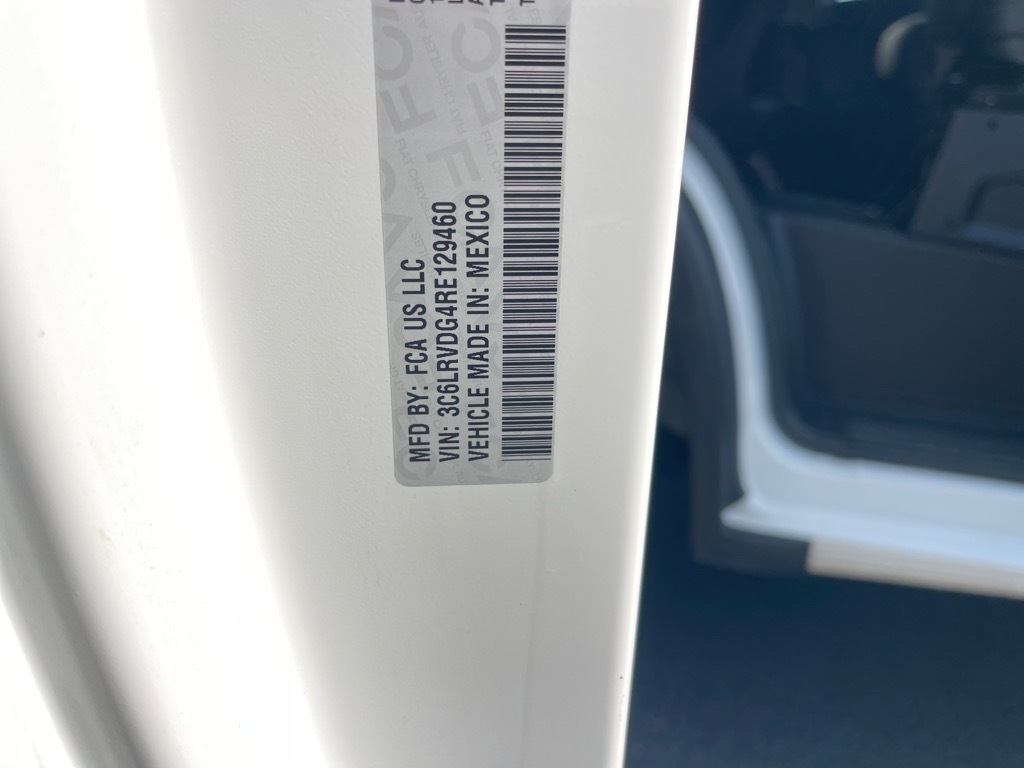 MFD BY: FCA US LLC
VIN: 3C6LRVDG4RE129460
VEHICLE MADE IN: MEXICO